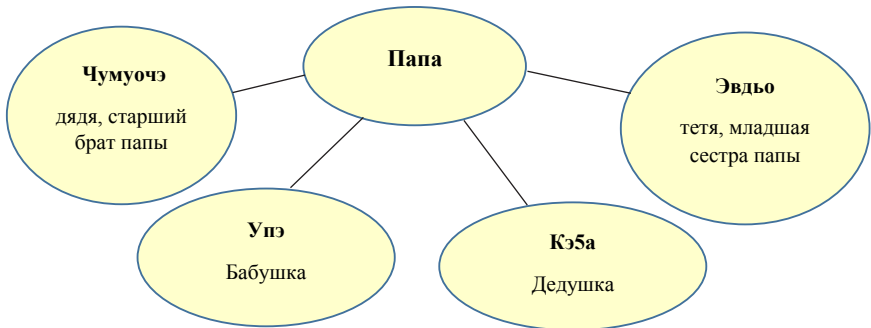 Папа
Чумуочэ
дядя, старший
брат папы
Эвдьо
тетя, младшая
сестра папы
Упэ
Бабушка
Кэ5а
Дедушка